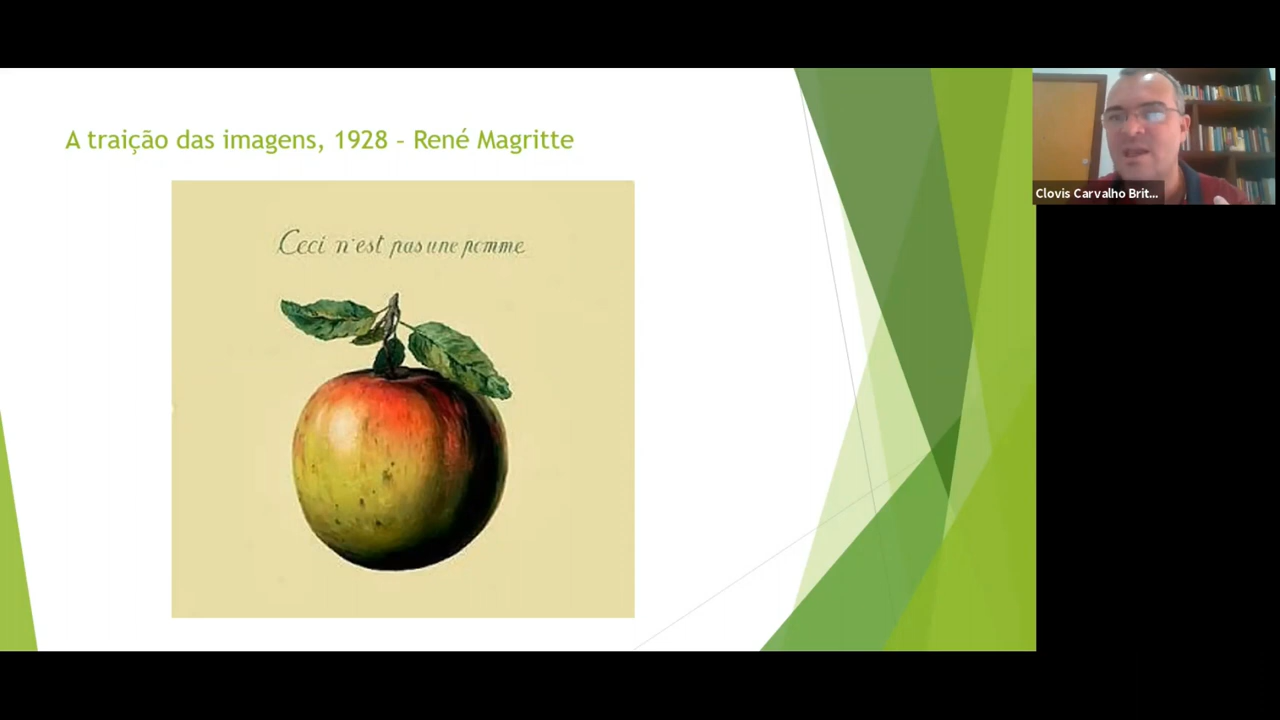 A traição das imagens, 1928 – René Magritte
Ceci n'est pas une pomme
Clovis Carvalho Brit...